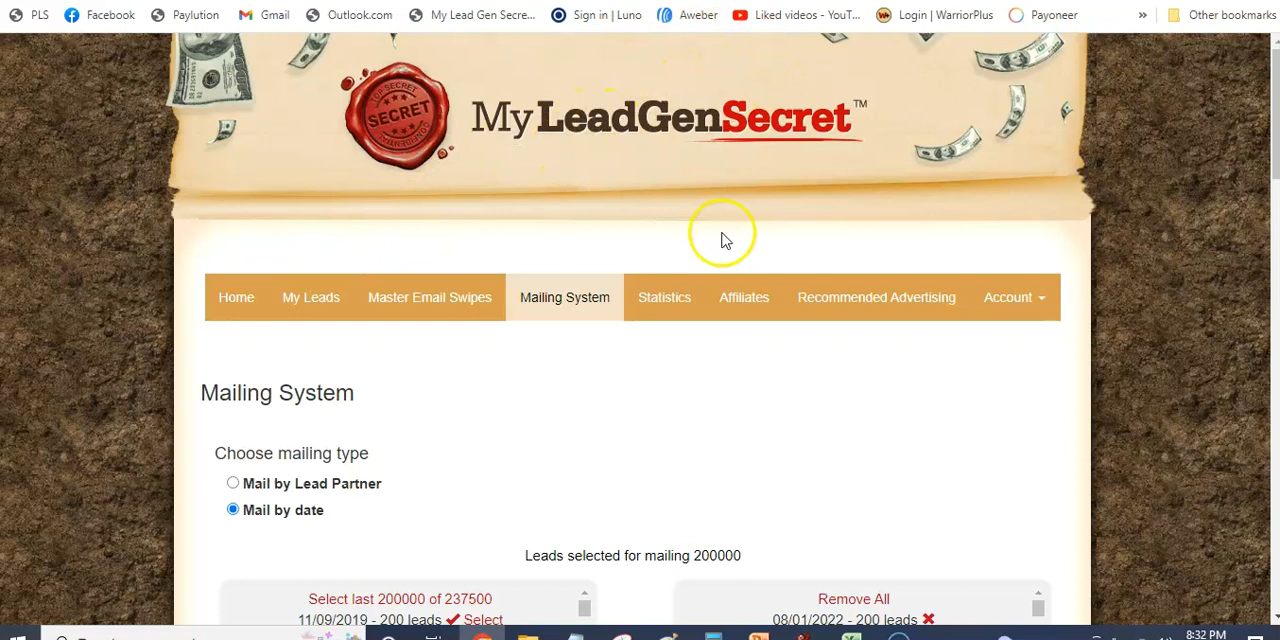 PLS Paylution Gmail Outlook.com My Lead Gen Secre... Sign in | Luno Aweber Liked videos - YouT... Login | WarriorPlus Payoneer » Other bookmarks
Facebook
TOP SECRET
SECRET
CONFIDENTIAL
MyLeadGenSecret™
Home My Leads Master Email Swipes Mailing System Statistics Affiliates Recommended Advertising Account
Mailing System
Choose mailing type
Mail by Lead Partner
Mail by date
Leads selected for mailing 200000
Select last 200000 of 237500 Remove All
11/09/2019 - 200 leads ✔ Select 08/01/2022 - 200 leads ✖
8:32 PM